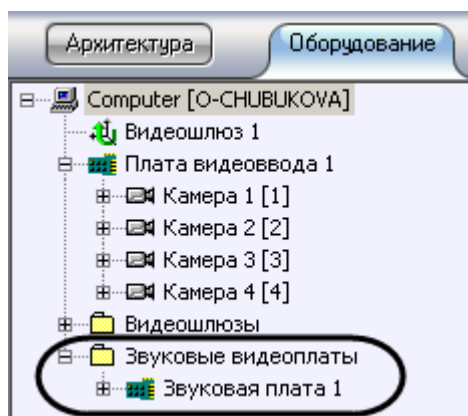 Архитектура
Оборудование
Computer [O-CHUBUKOVA]
Видеошлюз 1
Плата видеоввода 1
Камера 1 [1]
Камера 2 [2]
Камера 3 [3]
Камера 4 [4]
Видеошлюзы
Звуковые видеоплаты
Звуковая плата 1